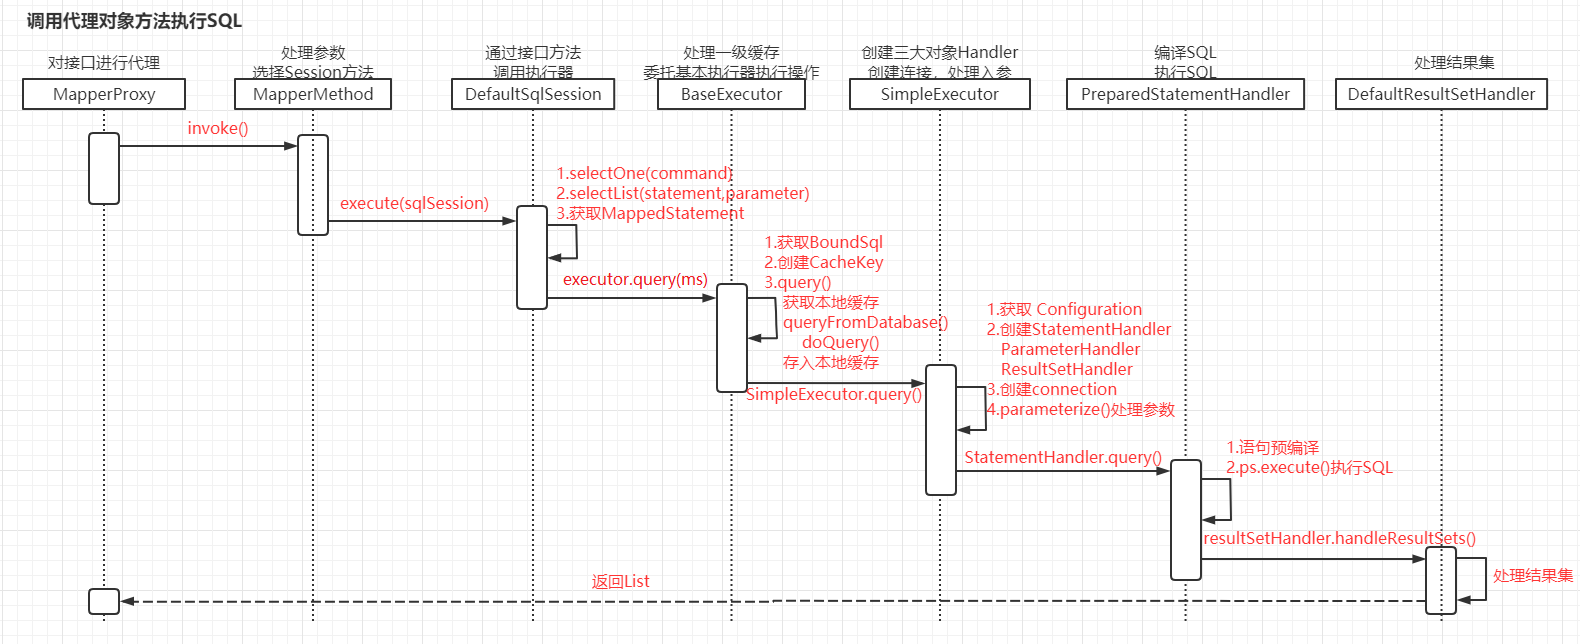 调用代理对象方法执行SQL
对接口进行代理
MapperProxy
处理参数
选择Session方法
MapperMethod
通过接口方法
调用执行器
DefaultSqlSession
处理一级缓存
委托基本执行器执行操作
BaseExecutor
创建三大对象Handler
创建连接，处理入参
SimpleExecutor
编译SQL
执行SQL
PreparedStatementHandler
处理结果集
DefaultResultSetHandler
invoke()
execute(sqlSession)
1.selectOne(command)
2.selectList(statement,parameter)
3.获取MappedStatement
executor.query(ms)
1.获取BoundSql
2.创建CacheKey
3.query()
获取本地缓存
queryFromDatabase()
doQuery()
存入本地缓存
SimpleExecutor.query()
1.获取 Configuration
2.创建StatementHandler
ParameterHandler
ResultSetHandler
3.创建connection
4.parameterize()处理参数
StatementHandler.query()
1.语句预编译
2.ps.execute()执行SQL
resultSetHandler.handleResultSets()
处理结果集
返回List